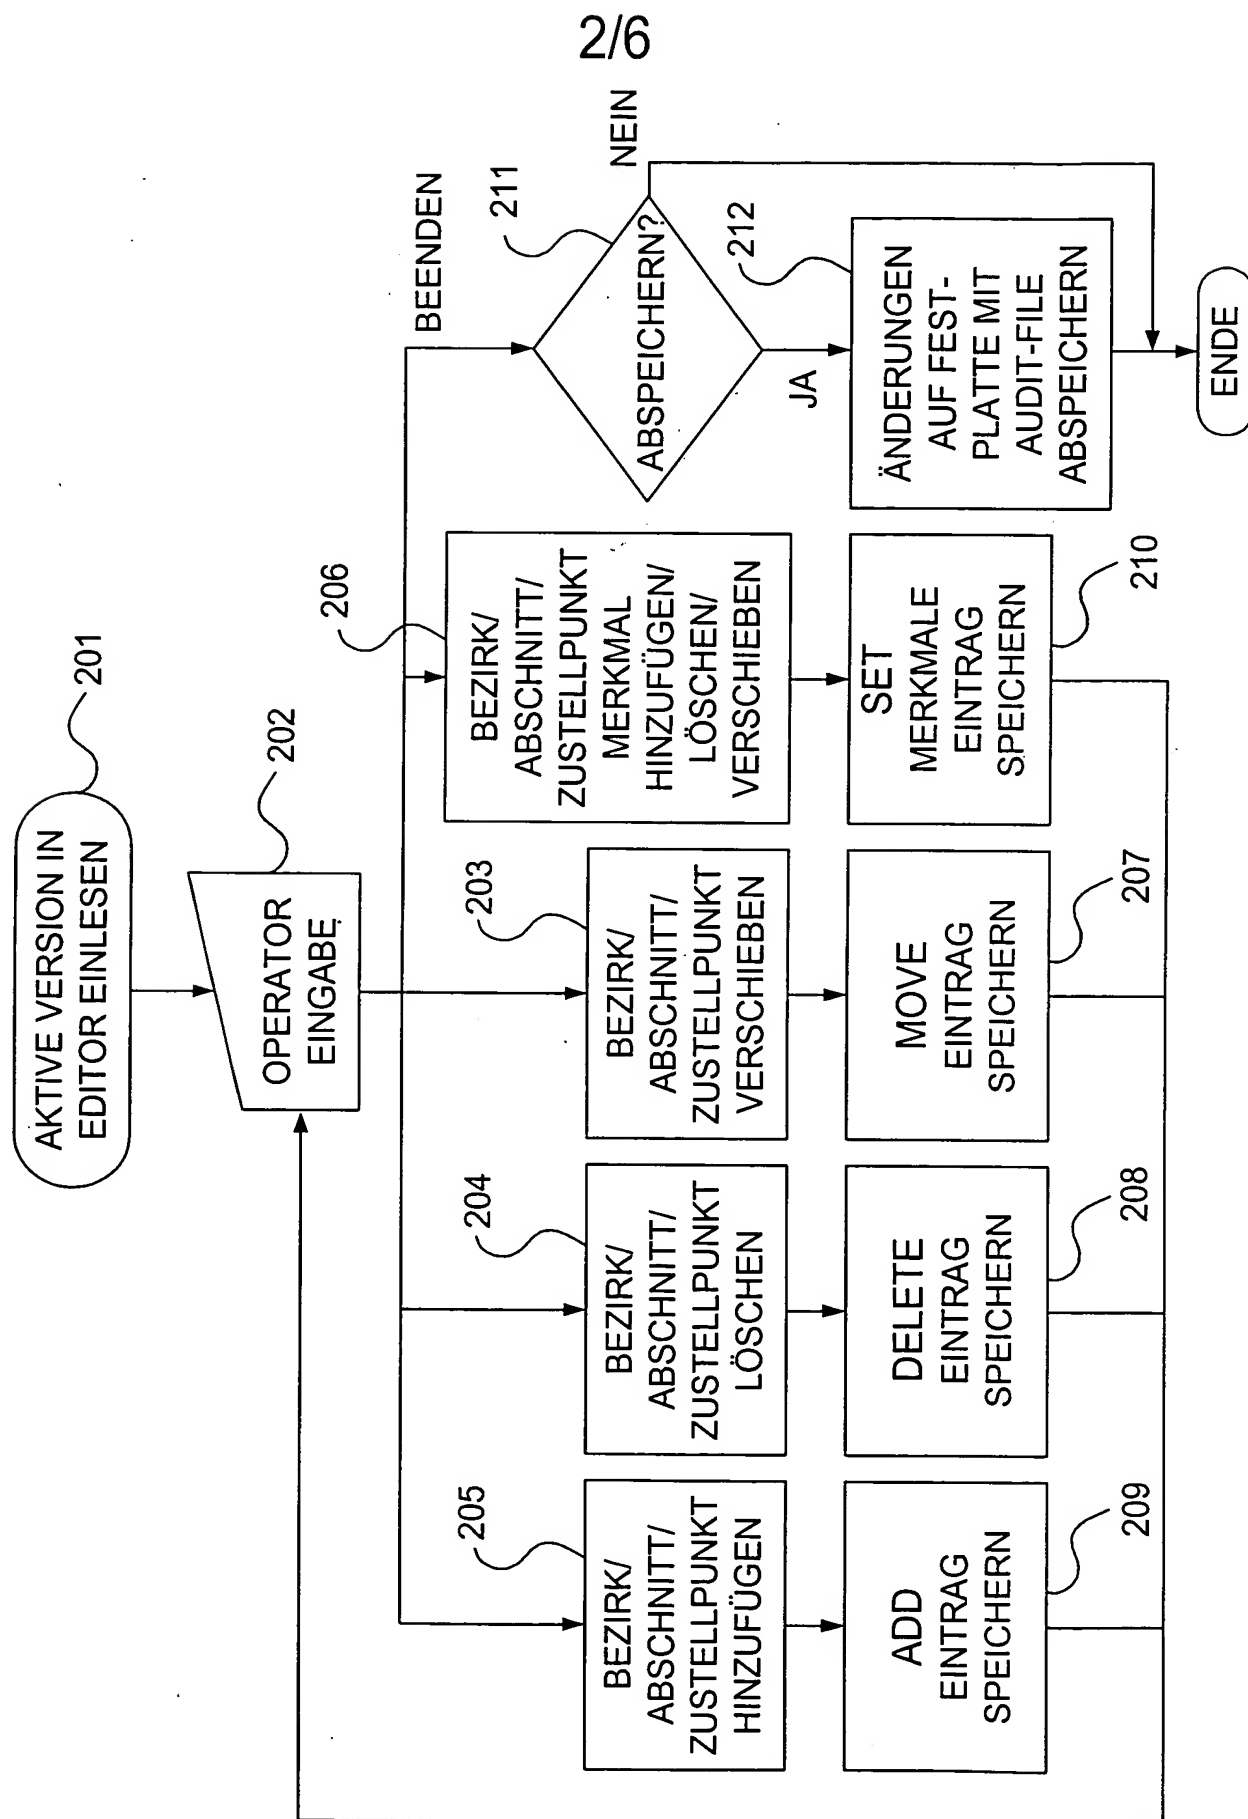 2/6
AKTIVE VERSION IN
EDITOR EINLESEN
201
OPERATOR
EINGABE
202
BEENDEN
205
BEZIRK/
ABSCHNITT/
ZUSTELLPUNKT
HINZUFÜGEN
204
BEZIRK/
ABSCHNITT/
ZUSTELLPUNKT
LÖSCHEN
203
BEZIRK/
ABSCHNITT/
ZUSTELLPUNKT
VERSCHIEBEN
206
BEZIRK/
ABSCHNITT/
ZUSTELLPUNKT
MERKMAL
HINZUFÜGEN/
LÖSCHEN/
VERSCHIEBEN
211
ABSPEICHERN?
NEIN
JA
ADD
EINTRAG
SPEICHERN
209
DELETE
EINTRAG
SPEICHERN
208
MOVE
EINTRAG
SPEICHERN
207
SET
MERKMALE
EINTRAG
SPEICHERN
210
212
ÄNDERUNGEN
AUF FEST-
PLATTE MIT
AUDIT-FILE
ABSPEICHERN
ENDE